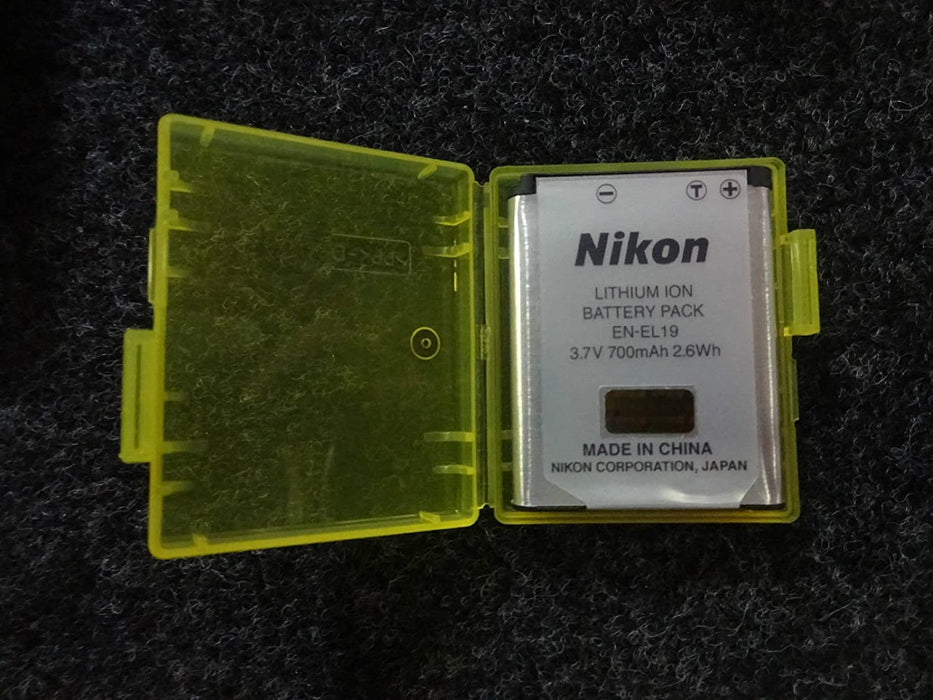 − T +
Nikon
LITHIUM ION
BATTERY PACK
EN-EL19
3.7V 700mAh 2.6Wh
MADE IN CHINA
NIKON CORPORATION, JAPAN